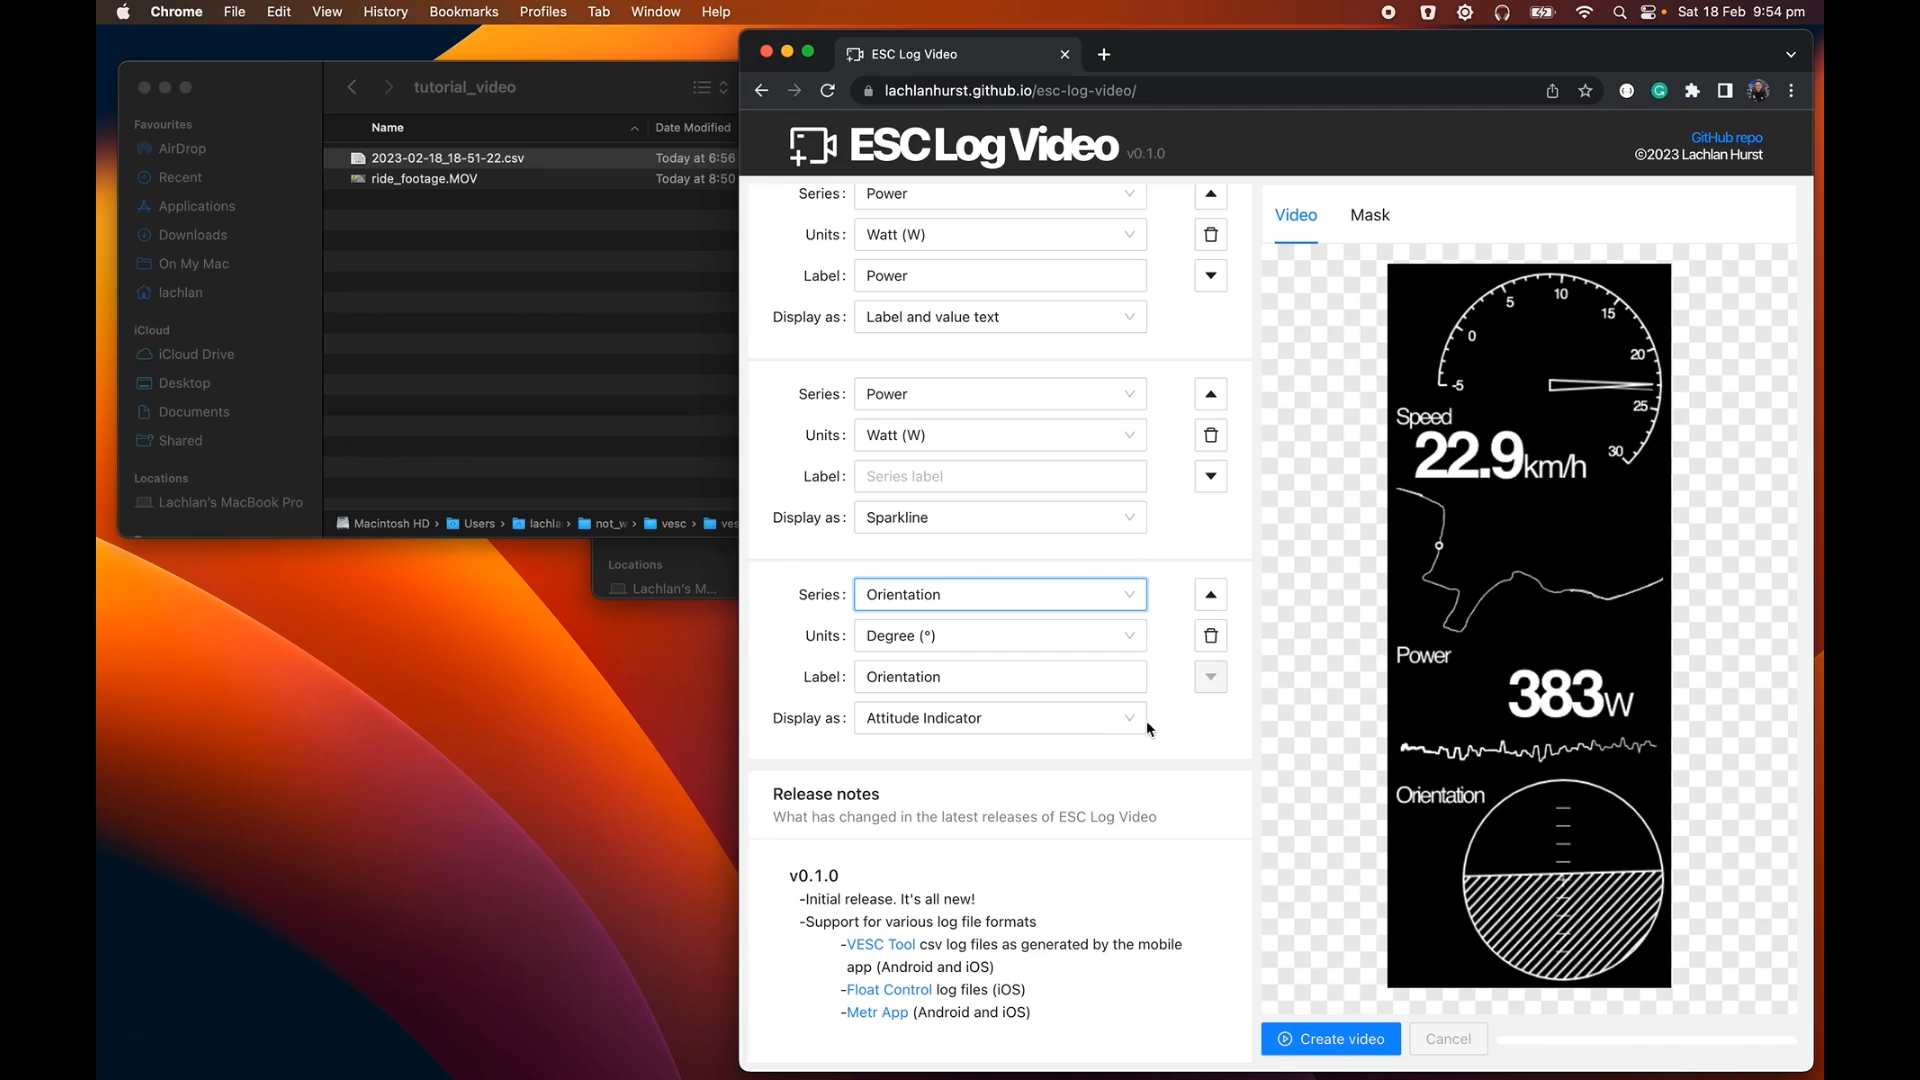 Chrome File Edit View History Bookmarks Profiles Tab Window Help Sat 18 Feb 9:54 pm
tutorial_video
Favourites
AirDrop
Recent
Applications
Downloads
On My Mac
lachlan
iCloud
iCloud Drive
Desktop
Documents
Shared
Locations
Lachlan's MacBook Pro
Name Date Modified
2023-02-18_18-51-22.csv Today at 6:56
ride_footage.MOV Today at 8:50
Macintosh HD › Users › lachla › not_w › vesc › ves
Locations
Lachlan's M...
ESC Log Video
lachlanhurst.github.io/esc-log-video/
ESC Log Video v0.1.0
GitHub repo
©2023 Lachlan Hurst
Series: Power
Units: Watt (W)
Label: Power
Display as: Label and value text
Series: Power
Units: Watt (W)
Label: Series label
Display as: Sparkline
Series: Orientation
Units: Degree (°)
Label: Orientation
Display as: Attitude Indicator
Release notes
What has changed in the latest releases of ESC Log Video
v0.1.0
-Initial release. It's all new!
-Support for various log file formats
-VESC Tool csv log files as generated by the mobile
app (Android and iOS)
-Float Control log files (iOS)
-Metr App (Android and iOS)
Video Mask
-5
0
5
10
15
20
25
30
Speed
22.9km/h
Power
383W
Orientation
Create video Cancel